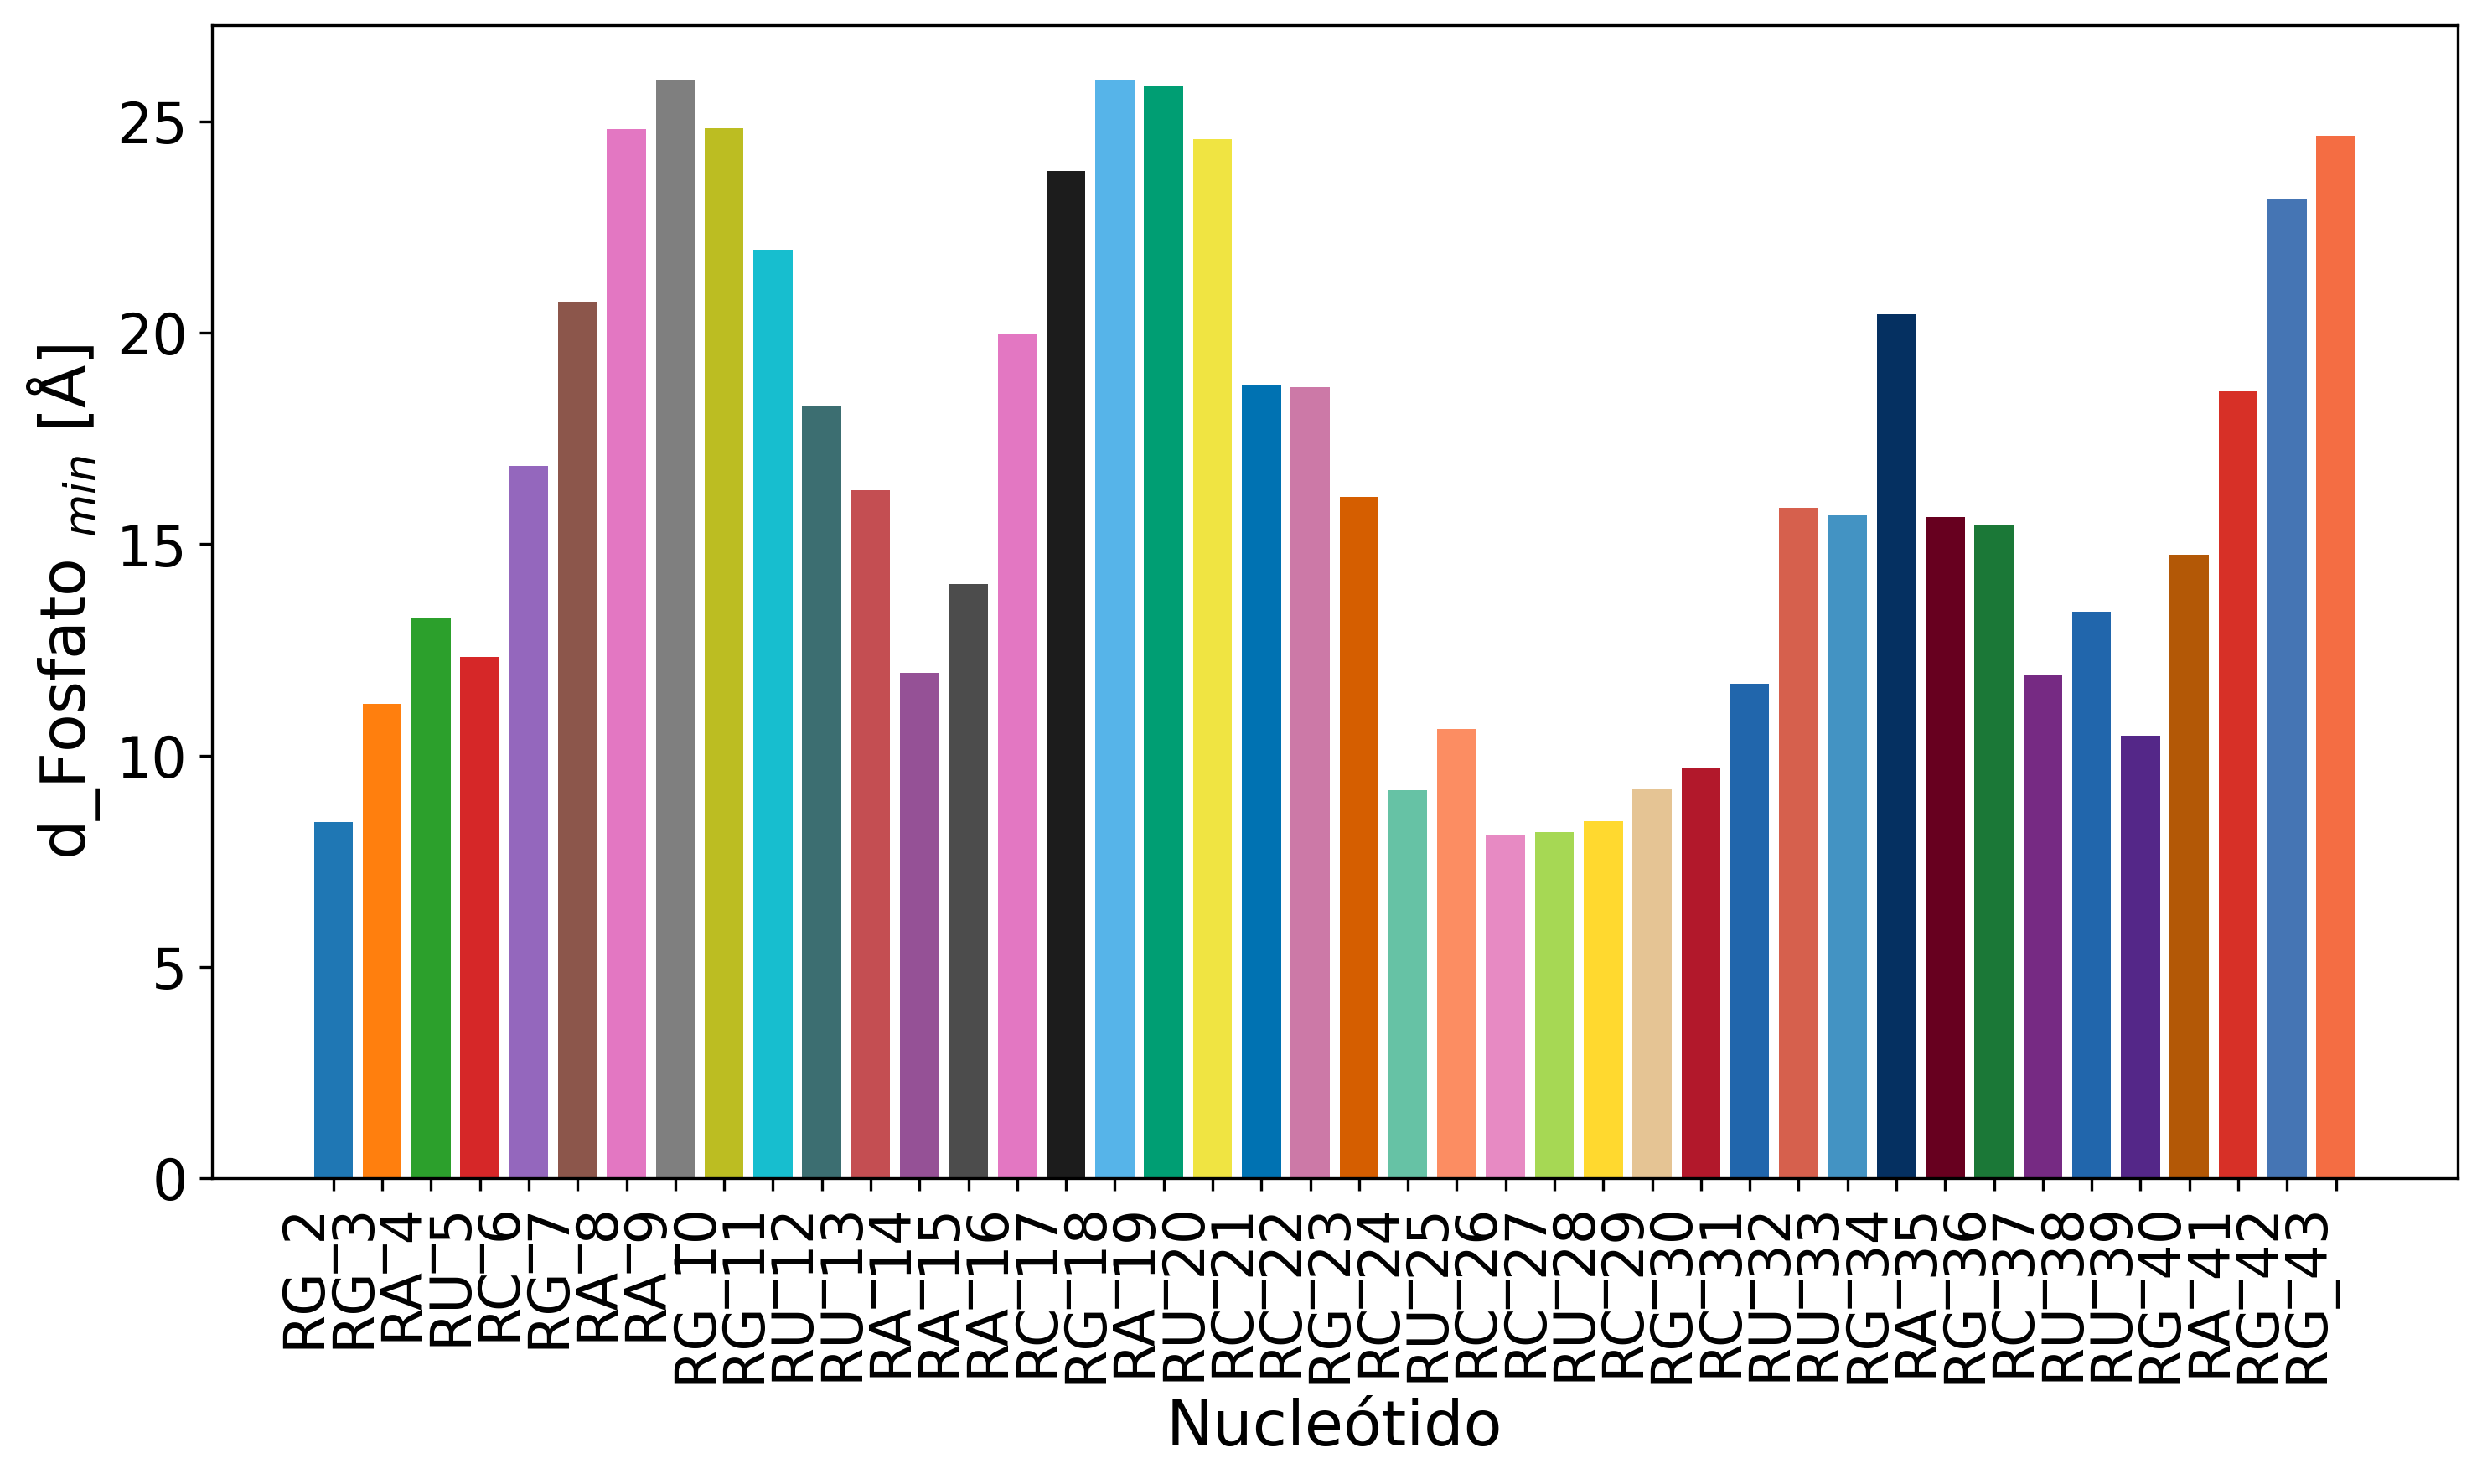 d_Fosfato min [Å]
25
20
15
10
5
0
RG_2
RG_3
RA_4
RU_5
RC_6
RG_7
RA_8
RA_9
RG_10
RG_11
RU_12
RU_13
RA_14
RA_15
RA_16
RC_17
RG_18
RA_19
RU_20
RC_21
RC_22
RG_23
RC_24
RU_25
RC_26
RC_27
RU_28
RC_29
RG_30
RC_31
RU_32
RU_33
RG_34
RA_35
RG_36
RC_37
RU_38
RU_39
RG_40
RA_41
RG_42
RG_43
Nucleótido